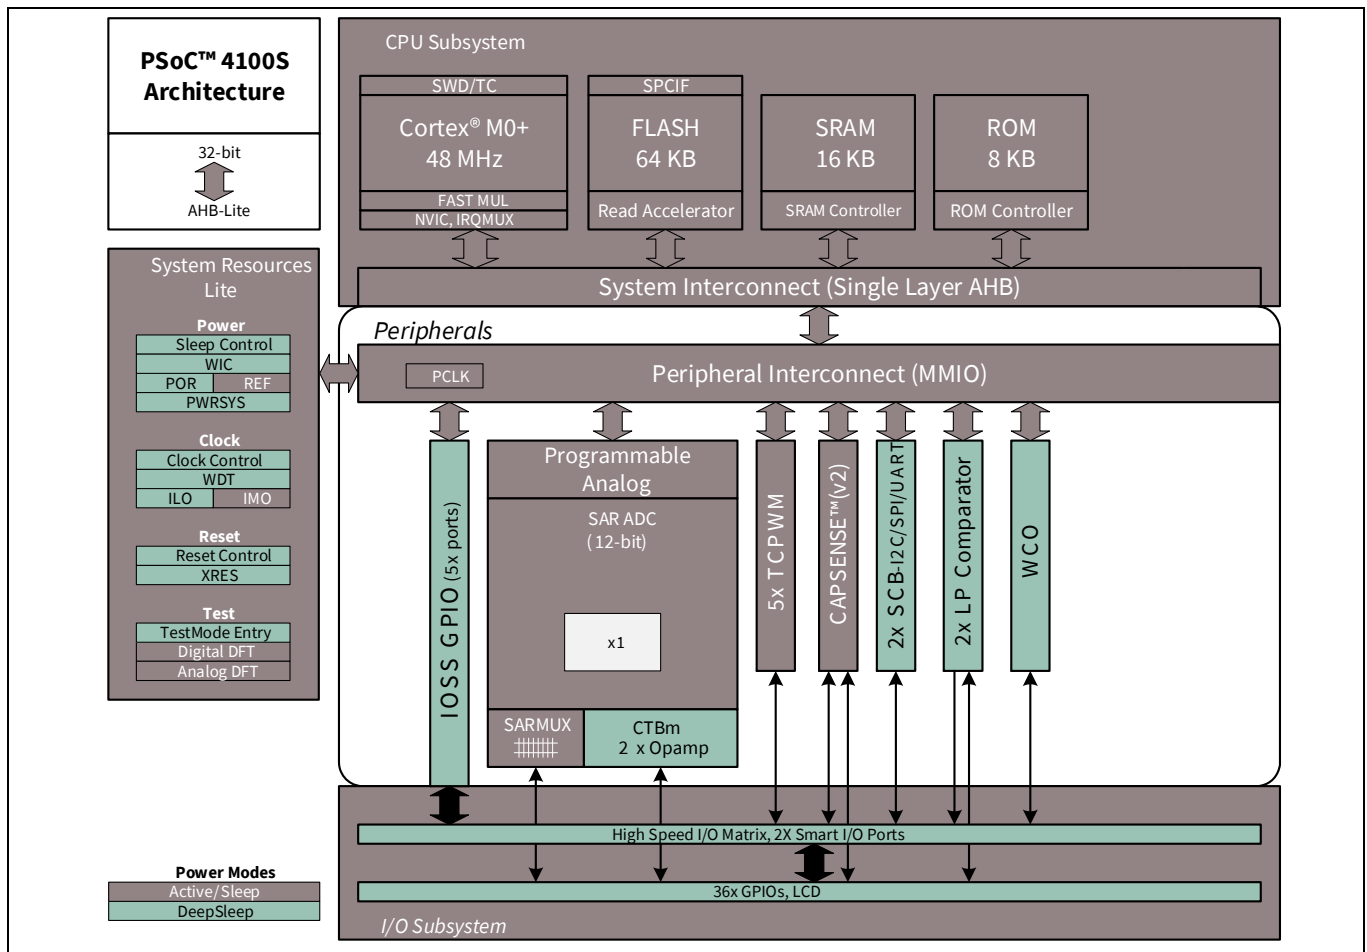 PSoC™ 4100S
Architecture
32-bit
AHB-Lite
CPU Subsystem
SWD/TC
Cortex® M0+
48 MHz
FAST MUL
NVIC, IRQMUX
SPCIF
FLASH
64 KB
Read Accelerator
SRAM
16 KB
SRAM Controller
ROM
8 KB
ROM Controller
System Interconnect (Single Layer AHB)
System Resources
Lite
Power
Sleep Control
WIC
POR
REF
PWRSYS
Clock
Clock Control
WDT
ILO
IMO
Reset
Reset Control
XRES
Test
TestMode Entry
Digital DFT
Analog DFT
Peripherals
PCLK
Peripheral Interconnect (MMIO)
IOSS GPIO (5x ports)
Programmable
Analog
SAR ADC
(12-bit)
x1
SARMUX
CTBm
2 x Opamp
5x TCPWM
CAPSENSE™(v2)
2x SCB-I2C/SPI/UART
2x LP Comparator
WCO
High Speed I/O Matrix, 2X Smart I/O Ports
36x GPIOs, LCD
I/O Subsystem
Power Modes
Active/Sleep
DeepSleep